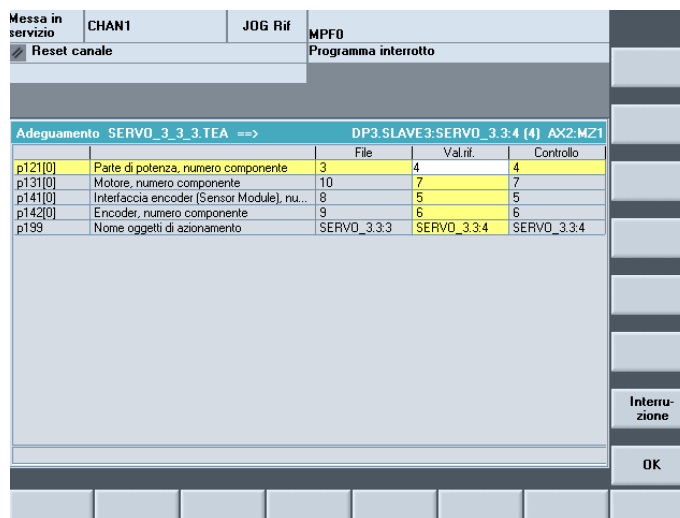 Messa in servizio
CHAN1
JOG Rif
MPF0
Reset canale
Programma interrotto
Adeguamento SERVO_3_3_3.TEA ==> DP3.SLAVE3:SERVO_3.3:4 (4) AX2:MZ1
File Val.rif. Controllo
p121[0] Parte di potenza, numero componente 3 4 4
p131[0] Motore, numero componente 10 7 7
p141[0] Interfaccia encoder (Sensor Module), nu... 8 5 5
p142[0] Encoder, numero componente 9 6 6
p199 Nome oggetti di azionamento SERVO_3.3:3 SERVO_3.3:4 SERVO_3.3:4
Interru-
zione
OK